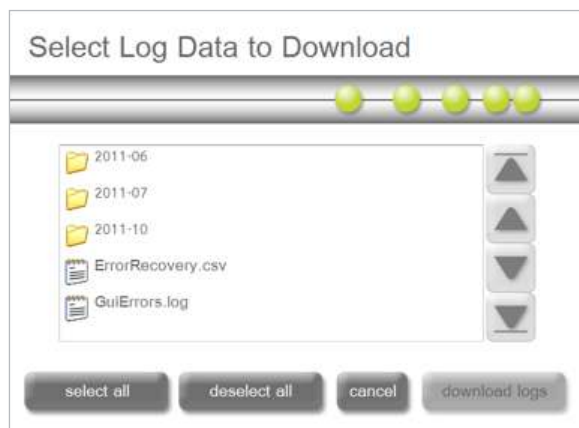 Select Log Data to Download
2011-06
2011-07
2011-10
ErrorRecovery.csv
GuiErrors.log
select all deselect all cancel download logs